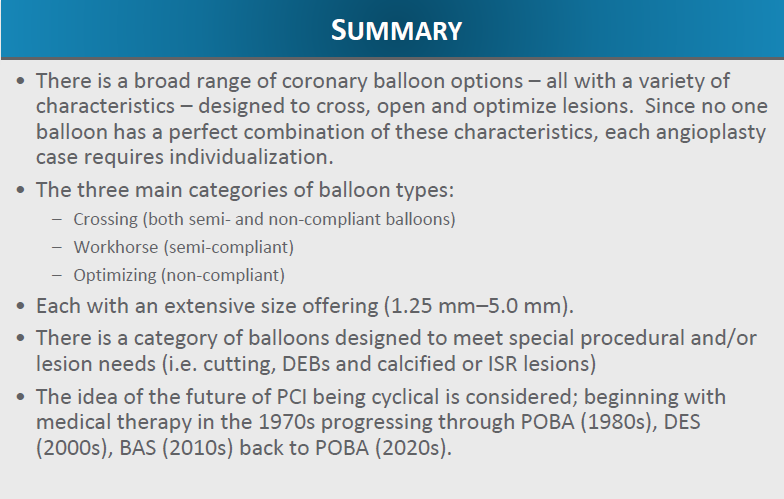 SUMMARY
• There is a broad range of coronary balloon options – all with a variety of
characteristics – designed to cross, open and optimize lesions.  Since no one
balloon has a perfect combination of these characteristics, each angioplasty
case requires individualization.
• The three main categories of balloon types:
– Crossing (both semi- and non-compliant balloons)
– Workhorse (semi-compliant)
– Optimizing (non-compliant)
• Each with an extensive size offering (1.25 mm–5.0 mm).
• There is a category of balloons designed to meet special procedural and/or
lesion needs (i.e. cutting, DEBs and calcified or ISR lesions)
• The idea of the future of PCI being cyclical is considered; beginning with
medical therapy in the 1970s progressing through POBA (1980s), DES
(2000s), BAS (2010s) back to POBA (2020s).